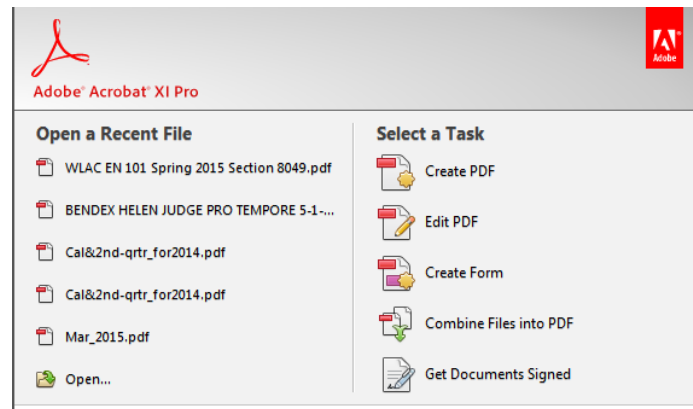 Adobe
Adobe® Acrobat® XI Pro
Open a Recent File
WLAC EN 101 Spring 2015 Section 8049.pdf
BENDEX HELEN JUDGE PRO TEMPORE 5-1-...
Cal&2nd-qrtr_for2014.pdf
Cal&2nd-qrtr_for2014.pdf
Mar_2015.pdf
Open...
Select a Task
Create PDF
Edit PDF
Create Form
Combine Files into PDF
Get Documents Signed